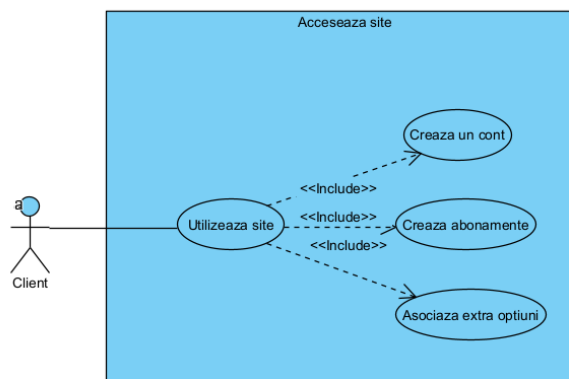 Acceseaza site
Creaza un cont
<<Include>>
a
Utilizeaza site
<<Include>>
Creaza abonamente
<<Include>>
Client
Asociaza extra optiuni